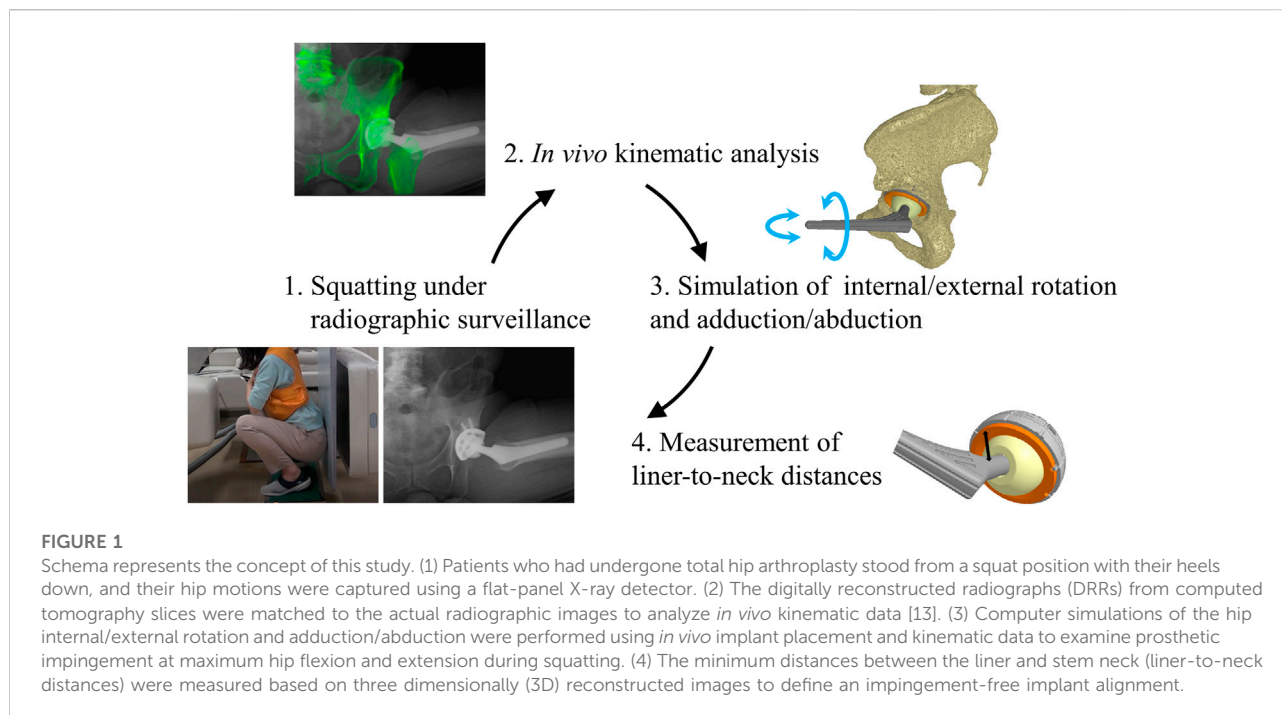 2. In vivo kinematic analysis
1. Squatting under
radiographic surveillance
3. Simulation of internal/external rotation
and adduction/abduction
4. Measurement of
liner-to-neck distances
FIGURE 1
Schema represents the concept of this study. (1) Patients who had undergone total hip arthroplasty stood from a squat position with their heels
down, and their hip motions were captured using a flat-panel X-ray detector. (2) The digitally reconstructed radiographs (DRRs) from computed
tomography slices were matched to the actual radiographic images to analyze in vivo kinematic data [13]. (3) Computer simulations of the hip
internal/external rotation and adduction/abduction were performed using in vivo implant placement and kinematic data to examine prosthetic
impingement at maximum hip flexion and extension during squatting. (4) The minimum distances between the liner and stem neck (liner-to-neck
distances) were measured based on three dimensionally (3D) reconstructed images to define an impingement-free implant alignment.